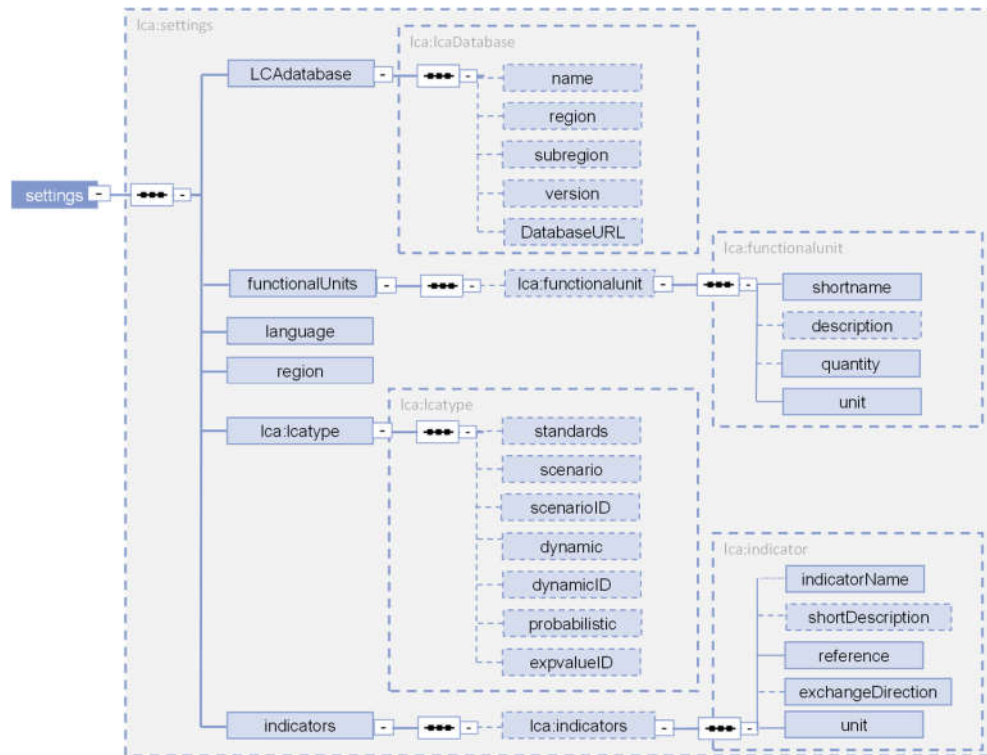 lca:settings
lca:lcaDatabase
LCAdatabase
name
region
subregion
version
DatabaseURL
settings
lca:functionalunit
functionalUnits
lca:functionalunit
shortname
description
quantity
unit
language
region
lca:lcatype
lca:lcatype
standards
scenario
scenarioID
dynamic
dynamicID
probabilistic
expvalueID
lca:indicator
indicatorName
shortDescription
reference
exchangeDirection
unit
indicators
lca:indicators